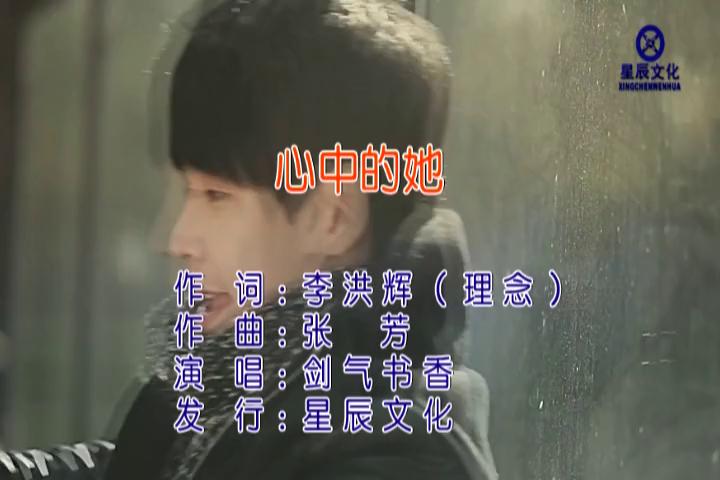 星辰文化
XINGCHENWENHUA
心中的她
作 词：李洪辉（理念）
作 曲：张 芳
演 唱：剑气书香
发 行：星辰文化